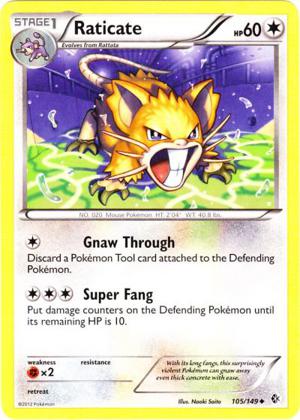 STAGE1
Raticate
HP60
Evolves from Rattata
NO. 020 Mouse Pokémon HT: 2'04" WT: 40.8 lbs.
Gnaw Through
Discard a Pokémon Tool card attached to the Defending
Pokémon.
Super Fang
Put damage counters on the Defending Pokémon until
its remaining HP is 10.
weakness
resistance
×2
retreat
With its long fangs, this surprisingly
violent Pokémon can gnaw away
even thick concrete with ease.
©2012 Pokémon
Illus. Naoki Saito
105/149